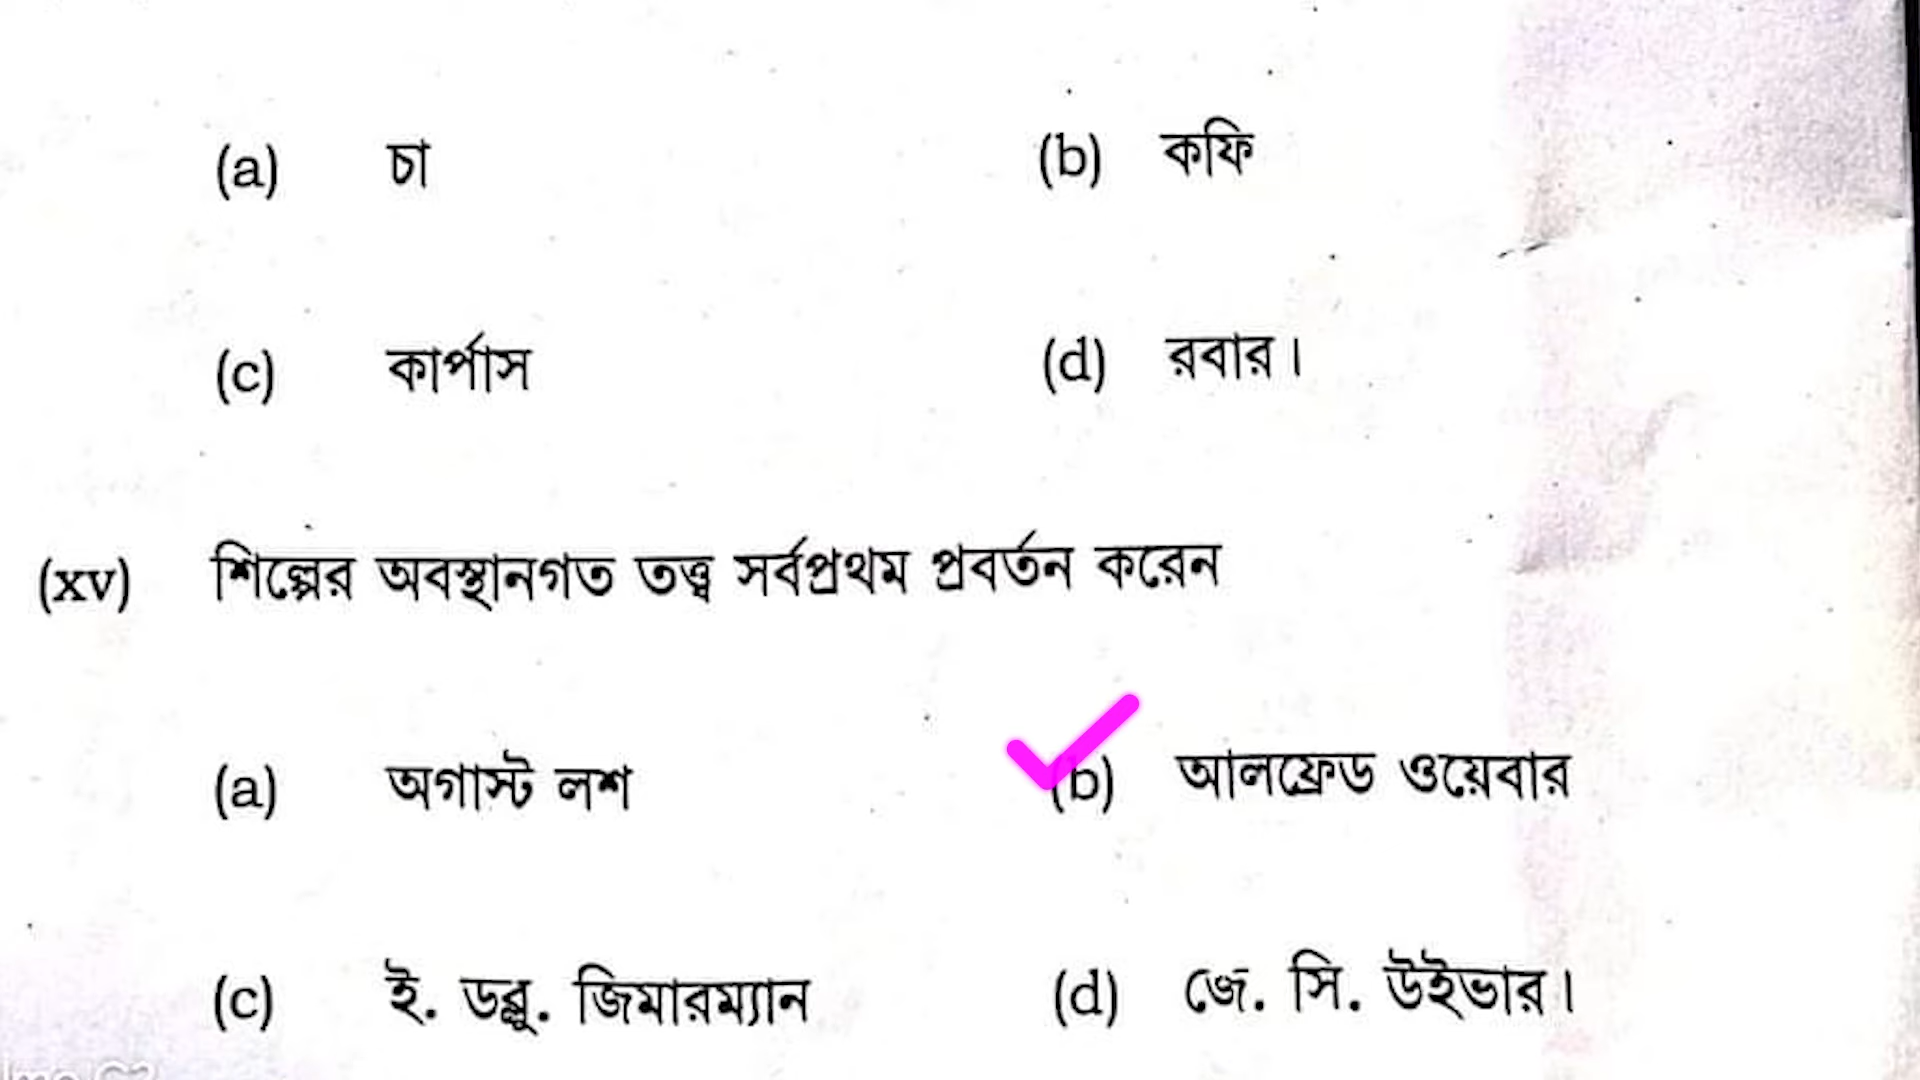 (a) চা (b) কফি
(c) কার্পাস (d) রবার।
(xv) শিল্পের অবস্থানগত তত্ত্ব সর্বপ্রথম প্রবর্তন করেন
(a) অগাস্ট লশ (b) আলফ্রেড ওয়েবার
(c) ই. ডব্লু. জিমারম্যান (d) জে. সি. উইভার।